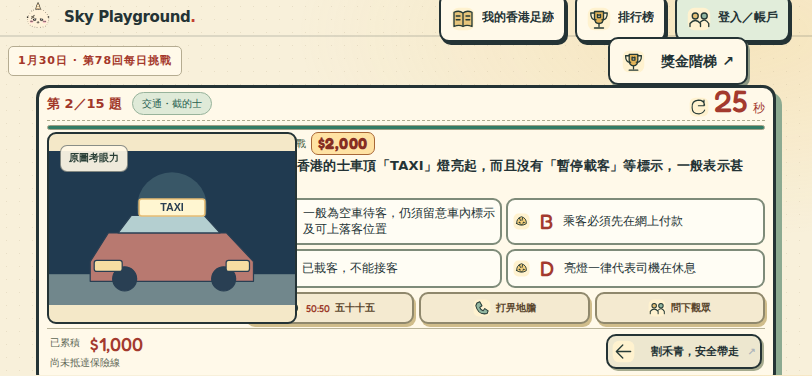 Sky Playground.
我的香港足跡
排行榜
登入／帳戶
獎金階梯 ↗
1月30日 · 第78回每日挑戰
第 2／15 題
交通・截的士
25 秒
原圖考眼力
TAXI
戰 $2,000
香港的士車頂「TAXI」燈亮起，而且沒有「暫停載客」等標示，一般表示甚
一般為空車待客，仍須留意車內標示
及可上落客位置
B 乘客必須先在網上付款
已載客，不能接客
D 亮燈一律代表司機在休息
50:50 五十十五
打畀地膽
問下觀眾
已累積 $1,000
尚未抵達保險線
割禾青，安全帶走 ↗